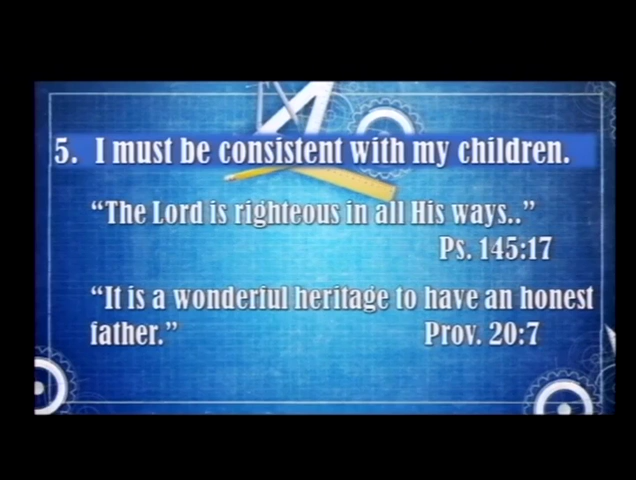 5. I must be consistent with my children.
“The Lord is righteous in all His ways..”
Ps. 145:17
“It is a wonderful heritage to have an honest
father.” Prov. 20:7